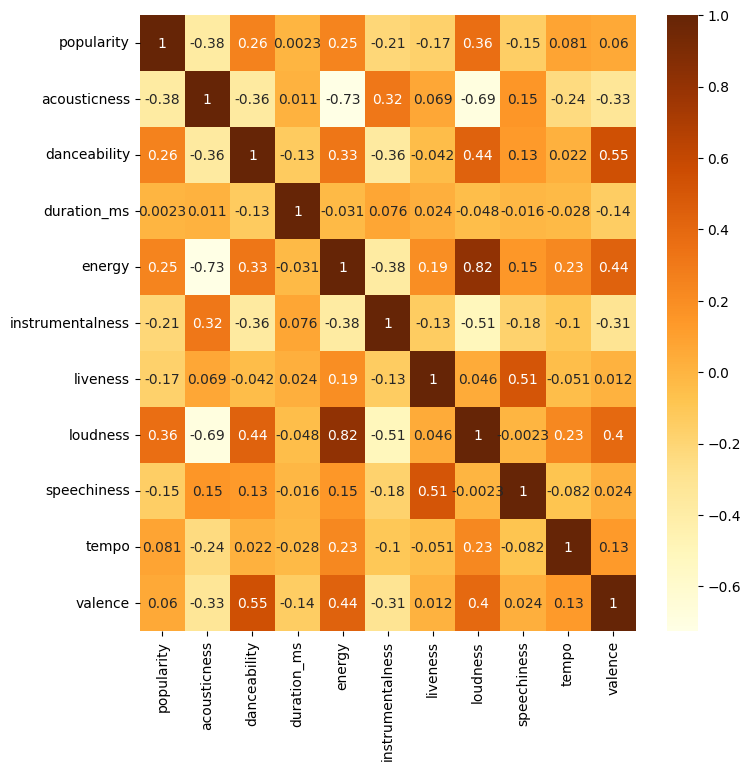 popularity 1 -0.38 0.26 0.0023 0.25 -0.21 -0.17 0.36 -0.15 0.081 0.06
acousticness -0.38 1 -0.36 0.011 -0.73 0.32 0.069 -0.69 0.15 -0.24 -0.33
danceability 0.26 -0.36 1 -0.13 0.33 -0.36 -0.042 0.44 0.13 0.022 0.55
duration_ms 0.0023 0.011 -0.13 1 -0.031 0.076 0.024 -0.048 -0.016 -0.028 -0.14
energy 0.25 -0.73 0.33 -0.031 1 -0.38 0.19 0.82 0.15 0.23 0.44
instrumentalness -0.21 0.32 -0.36 0.076 -0.38 1 -0.13 -0.51 -0.18 -0.1 -0.31
liveness -0.17 0.069 -0.042 0.024 0.19 -0.13 1 0.046 0.51 -0.051 0.012
loudness 0.36 -0.69 0.44 -0.048 0.82 -0.51 0.046 1 -0.0023 0.23 0.4
speechiness -0.15 0.15 0.13 -0.016 0.15 -0.18 0.51 -0.0023 1 -0.082 0.024
tempo 0.081 -0.24 0.022 -0.028 0.23 -0.1 -0.051 0.23 -0.082 1 0.13
valence 0.06 -0.33 0.55 -0.14 0.44 -0.31 0.012 0.4 0.024 0.13 1
popularity
acousticness
danceability
duration_ms
energy
instrumentalness
liveness
loudness
speechiness
tempo
valence
1.0
0.8
0.6
0.4
0.2
0.0
−0.2
−0.4
−0.6